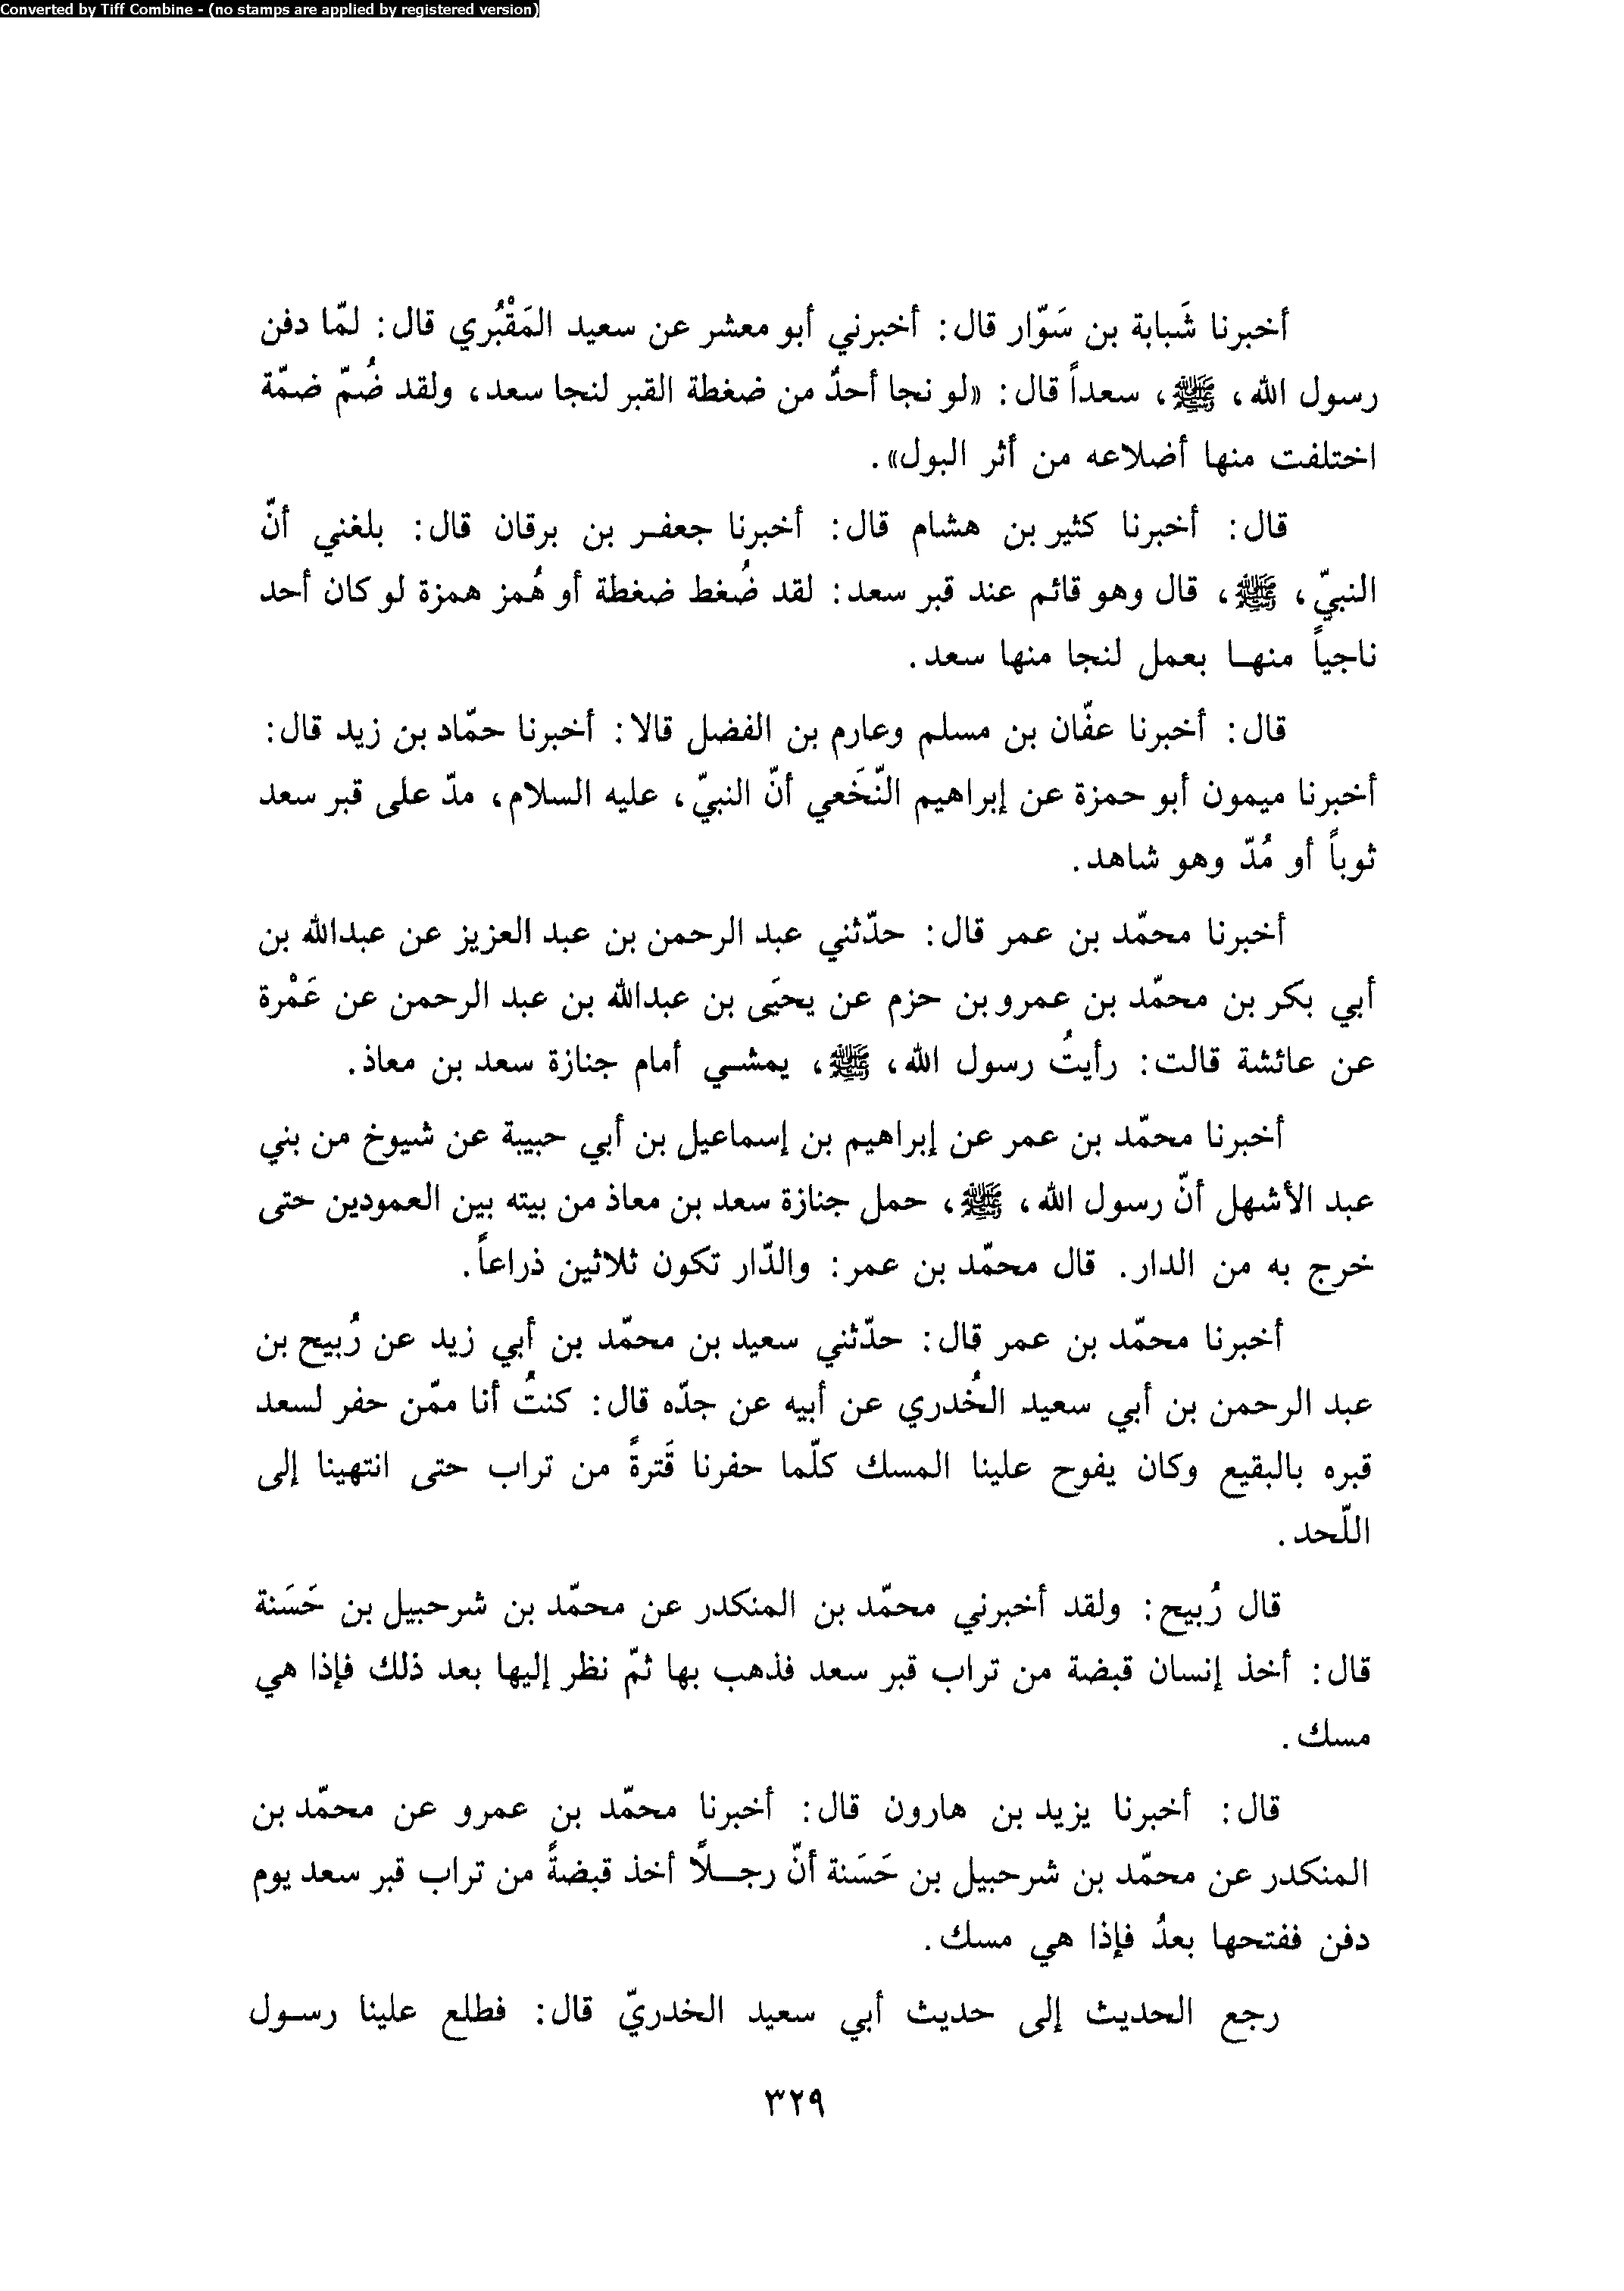 Converted by Tiff Combine - (no stamps are applied by registered version)
أخبرنا شَبابة بن سَوّار قال: أخبرني أبو معشر عن سعيد المَقْبُري قال: لمّا دفن
رسول الله، ﷺ، سعداً قال: «لو نجا أحدٌ من ضغطة القبر لنجا سعد، ولقد ضُمّ ضمّة
اختلفت منها أضلاعه من أثر البول».
قال: أخبرنا كثير بن هشام قال: أخبرنا جعفر بن برقان قال: بلغني أنّ
النبيّ، ﷺ، قال وهو قائم عند قبر سعد: لقد ضُغط ضغطة أو هُمز همزة لو كان أحد
ناجياً منها بعمل لنجا منها سعد.
قال: أخبرنا عفّان بن مسلم وعارم بن الفضل قالا: أخبرنا حمّاد بن زيد قال:
أخبرنا ميمون أبو حمزة عن إبراهيم النّخَعي أنّ النبيّ، عليه السلام، مدّ على قبر سعد
ثوباً أو مُدّ وهو شاهد.
أخبرنا محمّد بن عمر قال: حدّثني عبد الرحمن بن عبد العزيز عن عبدالله بن
أبي بكر بن محمّد بن عمرو بن حزم عن يحيَى بن عبدالله بن عبد الرحمن عن عَمْرة
عن عائشة قالت: رأيتُ رسول الله، ﷺ، يمشي أمام جنازة سعد بن معاذ.
أخبرنا محمّد بن عمر عن إبراهيم بن إسماعيل بن أبي حبيبة عن شيوخ من بني
عبد الأشهل أنّ رسول الله، ﷺ، حمل جنازة سعد بن معاذ من بيته بين العمودين حتى
خرج به من الدار. قال محمّد بن عمر: والدّار تكون ثلاثين ذراعاً.
أخبرنا محمّد بن عمر قال: حدّثني سعيد بن محمّد بن أبي زيد عن رُبيح بن
عبد الرحمن بن أبي سعيد الخُدري عن أبيه عن جدّه قال: كنتُ أنا ممّن حفر لسعد
قبره بالبقيع وكان يفوح علينا المسك كلّما حفرنا قَترةً من تراب حتى انتهينا إلى
اللّحد.
قال رُبيح: ولقد أخبرني محمّد بن المنكدر عن محمّد بن شرحبيل بن حَسَنة
قال: أخذ إنسان قبضة من تراب قبر سعد فذهب بها ثمّ نظر إليها بعد ذلك فإذا هي
مسك.
قال: أخبرنا يزيد بن هارون قال: أخبرنا محمّد بن عمرو عن محمّد بن
المنكدر عن محمّد بن شرحبيل بن حَسَنة أنّ رجلاً أخذ قبضةً من تراب قبر سعد يوم
دفن ففتحها بعدُ فإذا هي مسك.
رجع الحديث إلى حديث أبي سعيد الخدريّ قال: فطلع علينا رسول
٣٢٩